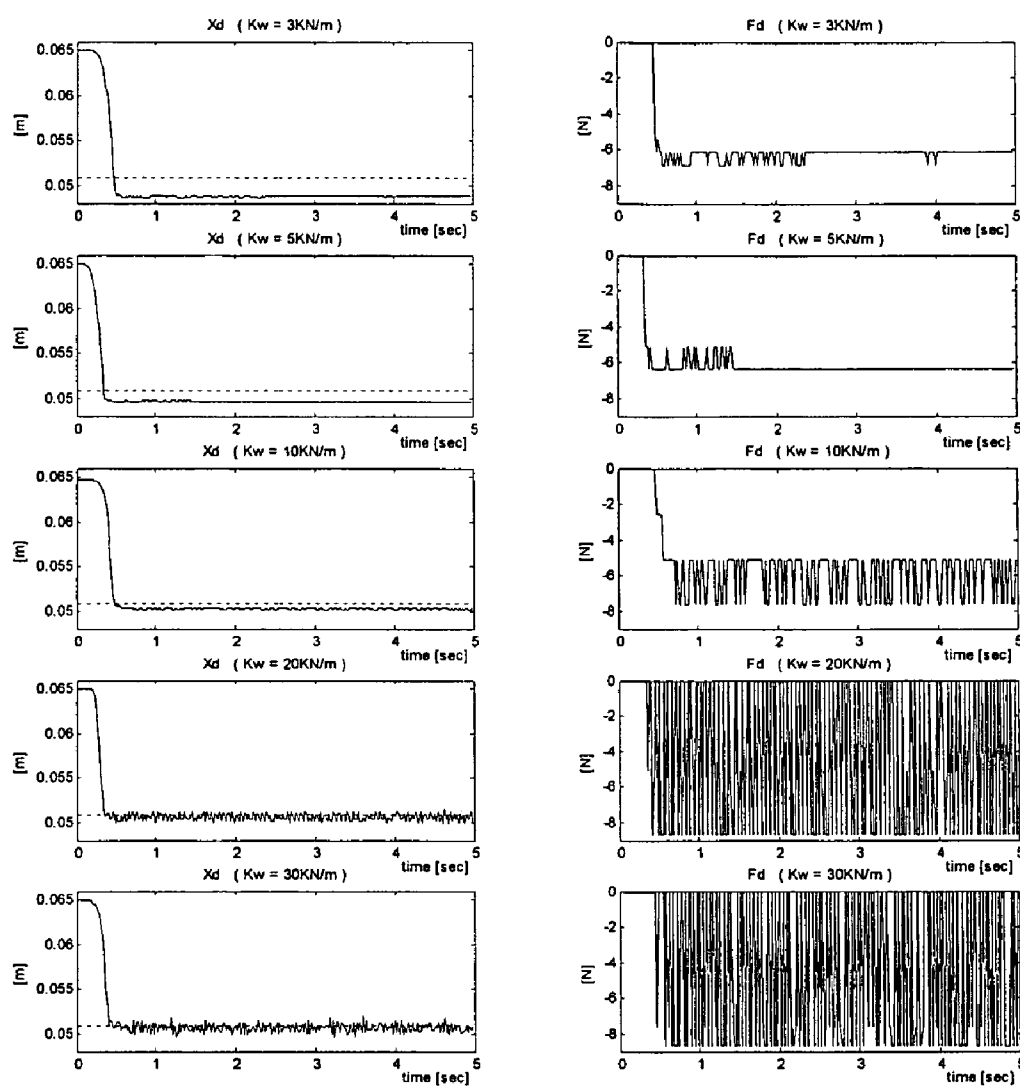 Xd ( Kw = 3KN/m )
0.065
0.06
0.055
0.05
[m]
0 1 2 3 4 5
time [sec]
Fd ( Kw = 3KN/m )
0
-2
-4
-6
-8
[N]
0 1 2 3 4 5
time [sec]
Xd ( Kw = 5KN/m )
0.065
0.06
0.055
0.05
[m]
0 1 2 3 4 5
time [sec]
Fd ( Kw = 5KN/m )
0
-2
-4
-6
-8
[N]
0 1 2 3 4 5
time [sec]
Xd ( Kw = 10KN/m )
0.065
0.06
0.055
0.05
[m]
0 1 2 3 4 5
time [sec]
Fd ( Kw = 10KN/m )
0
-2
-4
-6
-8
[N]
0 1 2 3 4 5
time [sec]
Xd ( Kw = 20KN/m )
0.065
0.06
0.055
0.05
[m]
0 1 2 3 4 5
time [sec]
Fd ( Kw = 20KN/m )
0
-2
-4
-6
-8
[N]
0 1 2 3 4 5
time [sec]
Xd ( Kw = 30KN/m )
0.065
0.06
0.055
0.05
[m]
0 1 2 3 4 5
time [sec]
Fd ( Kw = 30KN/m )
0
-2
-4
-6
-8
[N]
0 1 2 3 4 5
time [sec]